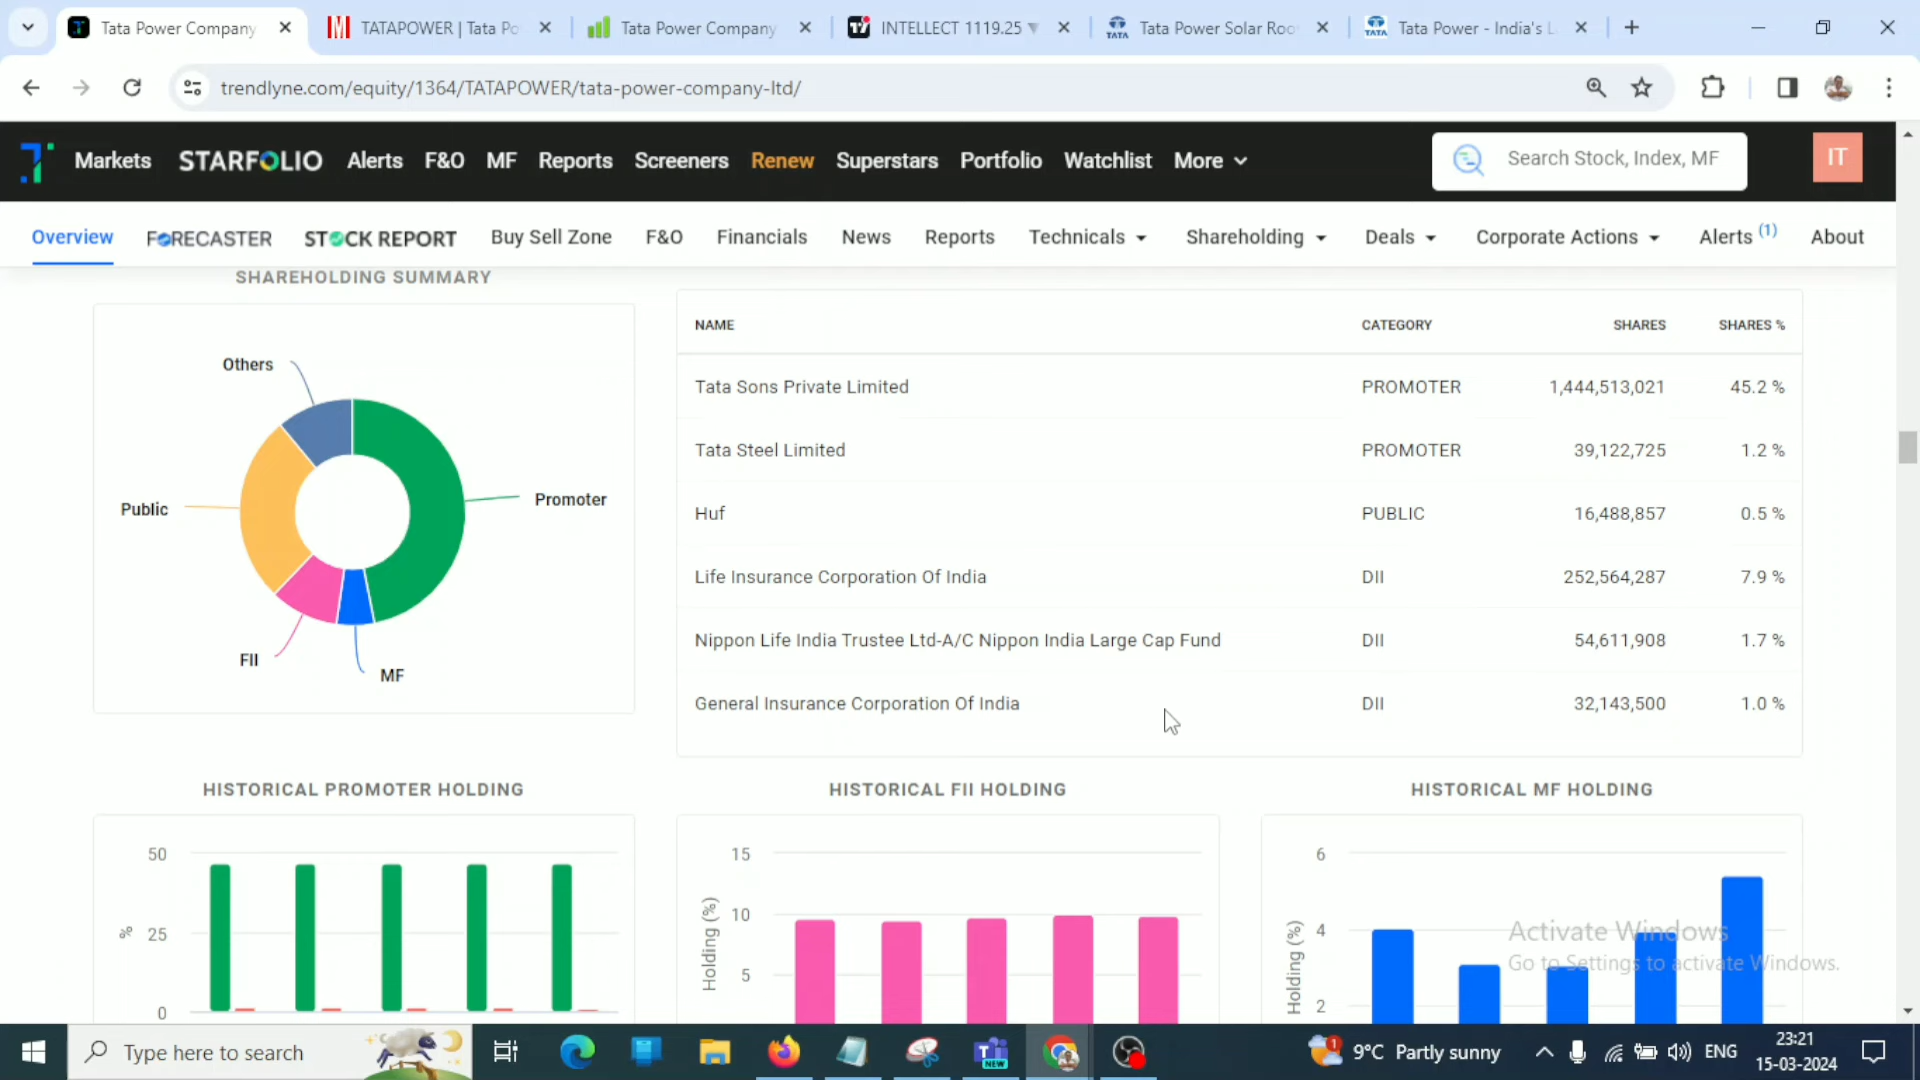 Tata Power Company
TATAPOWER | Tata Po
Tata Power Company
INTELLECT 1119.25 ▼
TATA
Tata Power Solar Roo
TATA
Tata Power - India's L
trendlyne.com/equity/1364/TATAPOWER/tata-power-company-ltd/
Markets
STARFOLIO
Alerts
F&O
MF
Reports
Screeners
Renew
Superstars
Portfolio
Watchlist
More
Search Stock, Index, MF
IT
Overview
FORECASTER
STOCK REPORT
Buy Sell Zone
F&O
Financials
News
Reports
Technicals
Shareholding
Deals
Corporate Actions
Alerts (1)
About
SHAREHOLDING SUMMARY
Others
Public
Promoter
FII
MF
NAME CATEGORY SHARES SHARES %
Tata Sons Private Limited PROMOTER 1,444,513,021 45.2 %
Tata Steel Limited PROMOTER 39,122,725 1.2 %
Huf PUBLIC 16,488,857 0.5 %
Life Insurance Corporation Of India DII 252,564,287 7.9 %
Nippon Life India Trustee Ltd-A/C Nippon India Large Cap Fund DII 54,611,908 1.7 %
General Insurance Corporation Of India DII 32,143,500 1.0 %
HISTORICAL PROMOTER HOLDING
50
25
0
%
HISTORICAL FII HOLDING
15
10
5
Holding (%)
HISTORICAL MF HOLDING
6
4
2
Holding (%)
Activate Windows
Go to Settings to activate Windows.
Type here to search
NEW
1
9°C Partly sunny
ENG
23:21
15-03-2024